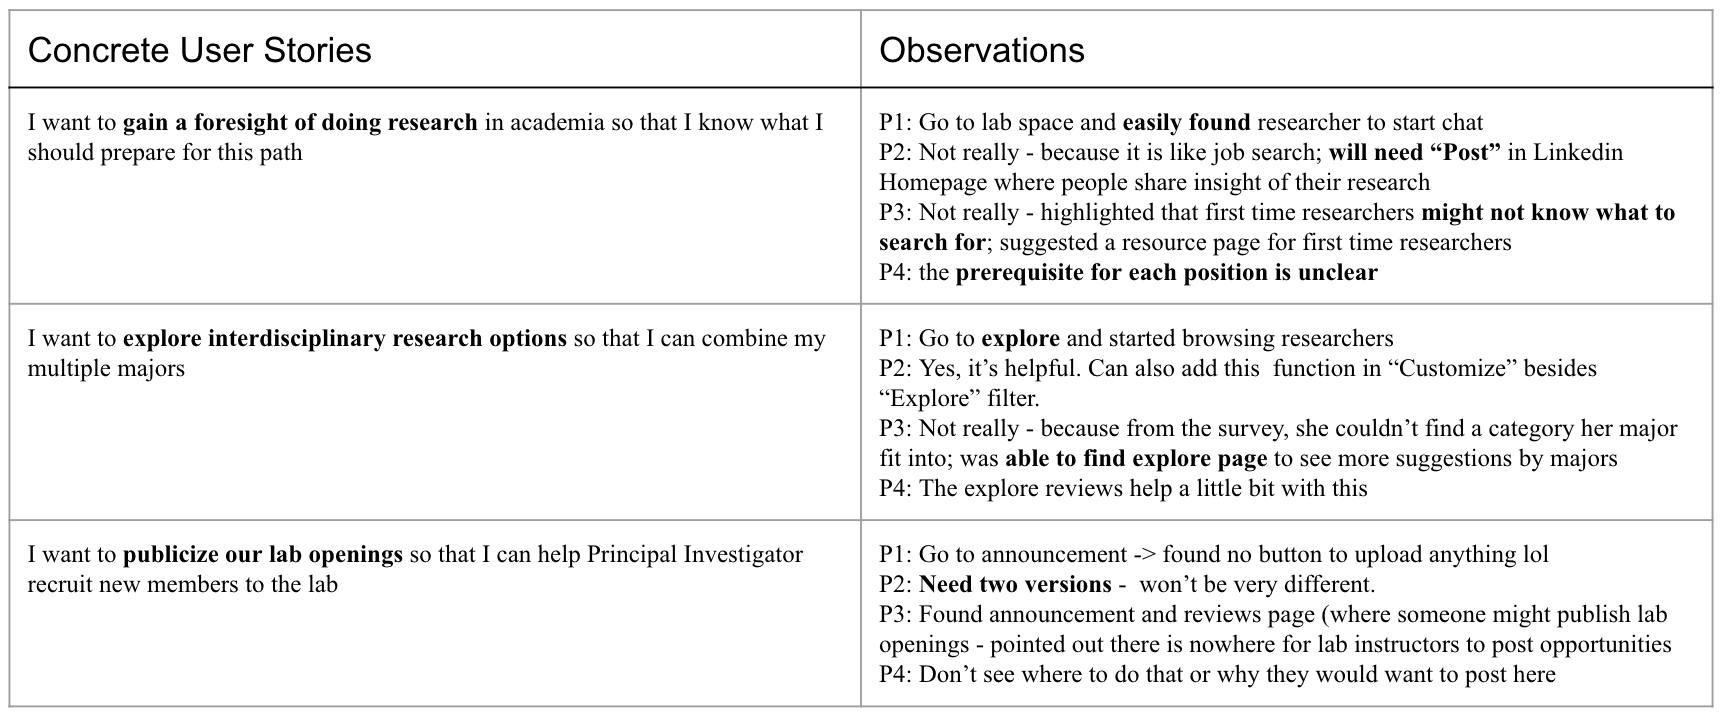 Concrete User Stories
Observations
I want to gain a foresight of doing research in academia so that I know what I
should prepare for this path
P1: Go to lab space and easily found researcher to start chat
P2: Not really - because it is like job search; will need “Post” in Linkedin
Homepage where people share insight of their research
P3: Not really - highlighted that first time researchers might not know what to
search for; suggested a resource page for first time researchers
P4: the prerequisite for each position is unclear
I want to explore interdisciplinary research options so that I can combine my
multiple majors
P1: Go to explore and started browsing researchers
P2: Yes, it’s helpful. Can also add this  function in “Customize” besides
“Explore” filter.
P3: Not really - because from the survey, she couldn’t find a category her major
fit into; was able to find explore page to see more suggestions by majors
P4: The explore reviews help a little bit with this
I want to publicize our lab openings so that I can help Principal Investigator
recruit new members to the lab
P1: Go to announcement -> found no button to upload anything lol
P2: Need two versions -  won’t be very different.
P3: Found announcement and reviews page (where someone might publish lab
openings - pointed out there is nowhere for lab instructors to post opportunities
P4: Don’t see where to do that or why they would want to post here